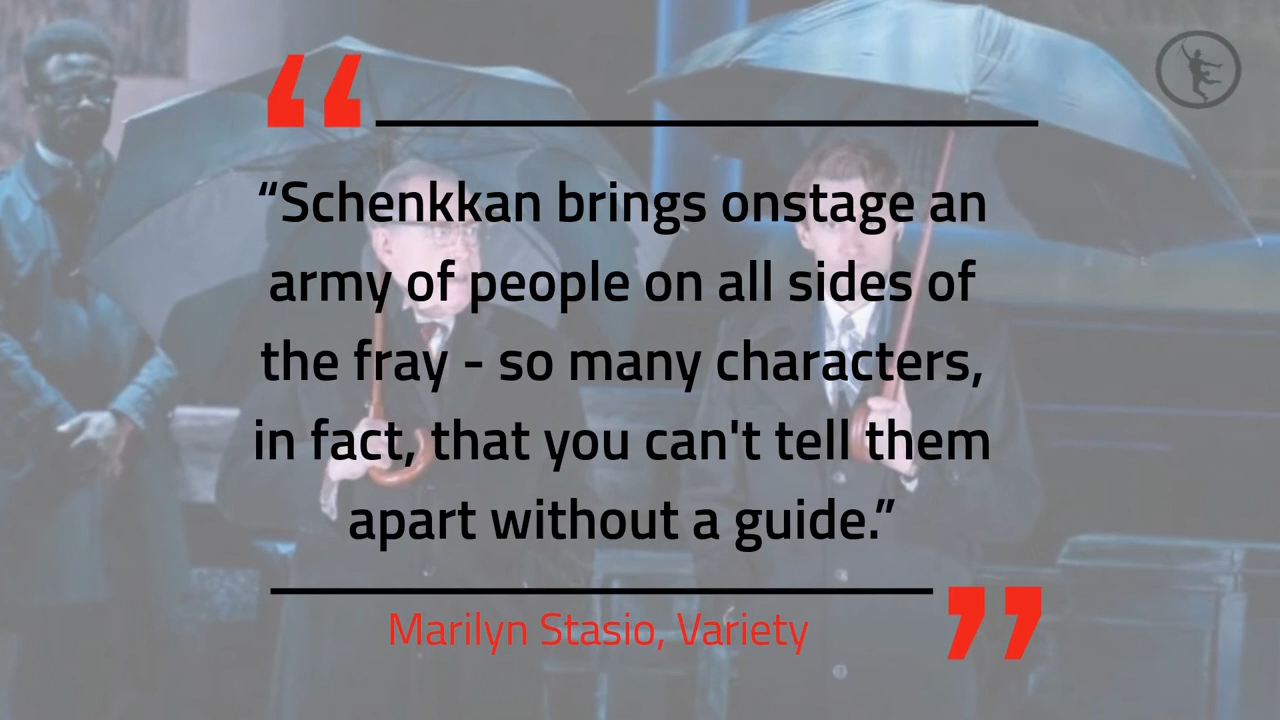 “Schenkkan brings onstage an
army of people on all sides of
the fray - so many characters,
in fact, that you can't tell them
apart without a guide.”
Marilyn Stasio, Variety